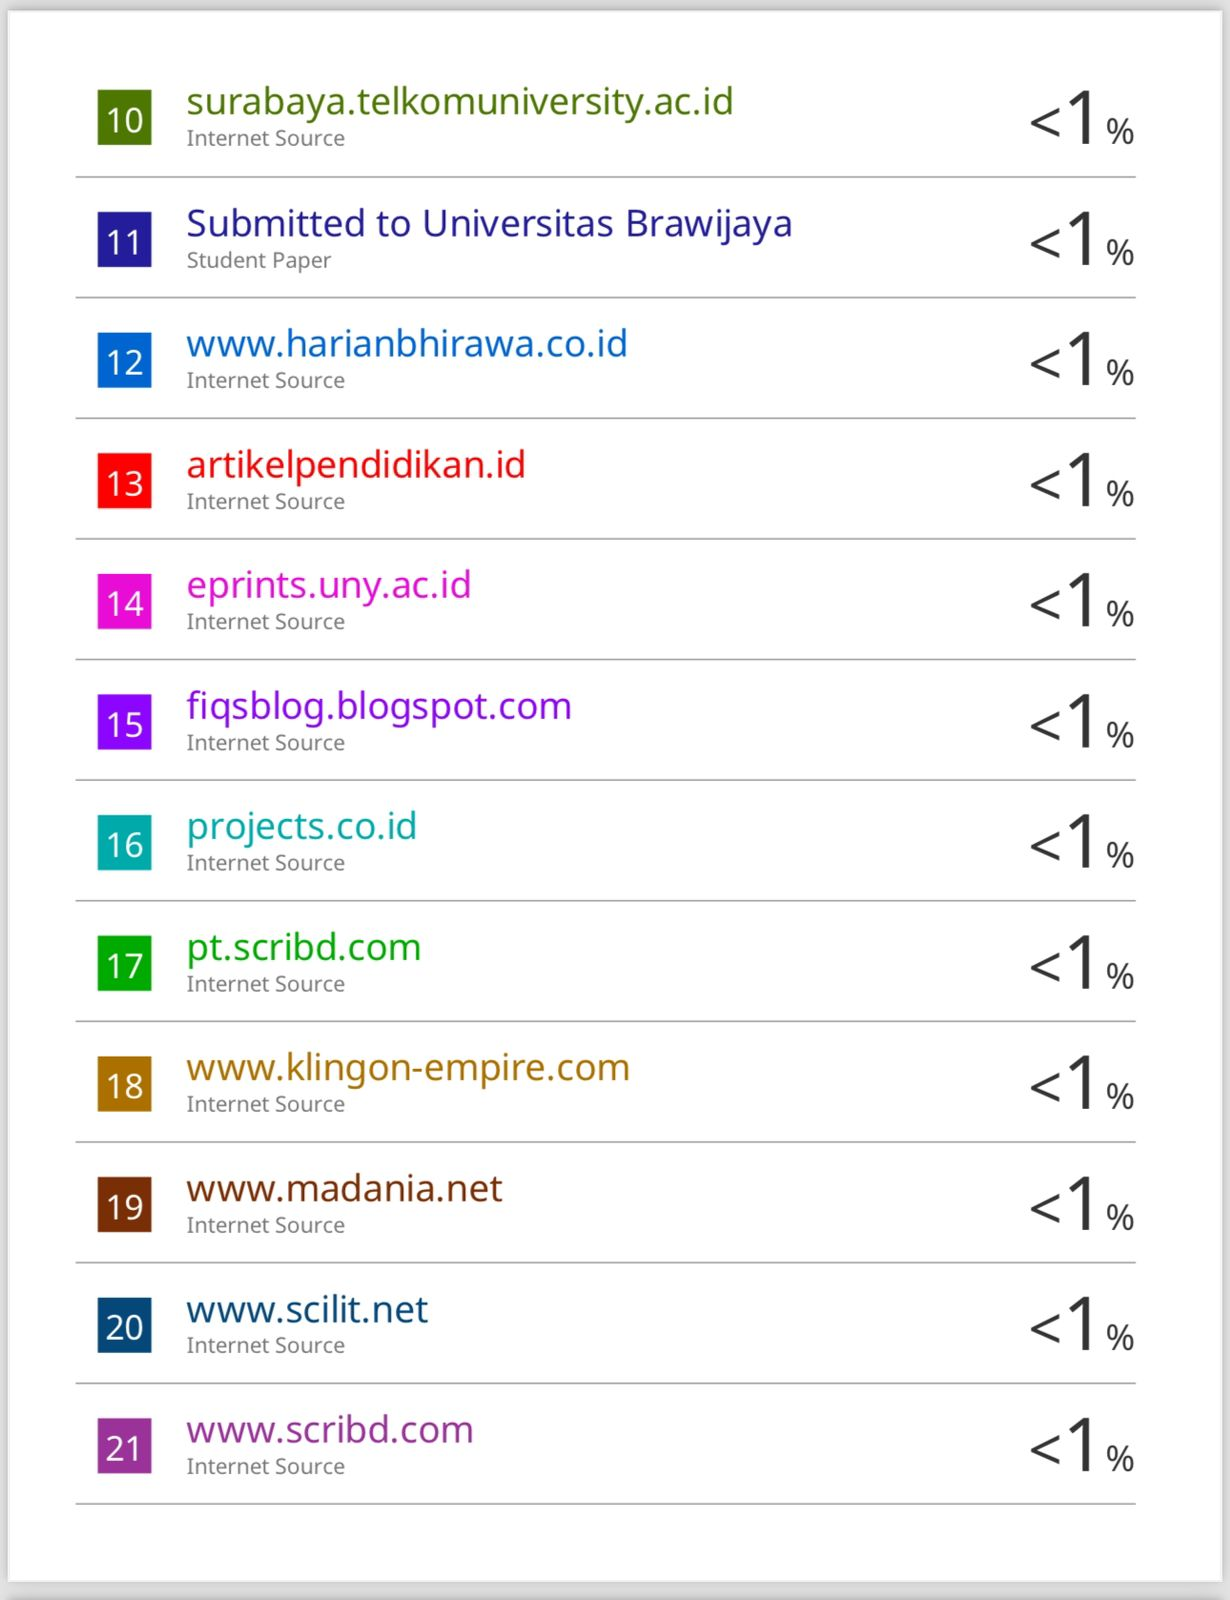 10 surabaya.telkomuniversity.ac.id <1%
Internet Source
11 Submitted to Universitas Brawijaya <1%
Student Paper
12 www.harianbhirawa.co.id <1%
Internet Source
13 artikelpendidikan.id <1%
Internet Source
14 eprints.uny.ac.id <1%
Internet Source
15 fiqsblog.blogspot.com <1%
Internet Source
16 projects.co.id <1%
Internet Source
17 pt.scribd.com <1%
Internet Source
18 www.klingon-empire.com <1%
Internet Source
19 www.madania.net <1%
Internet Source
20 www.scilit.net <1%
Internet Source
21 www.scribd.com <1%
Internet Source